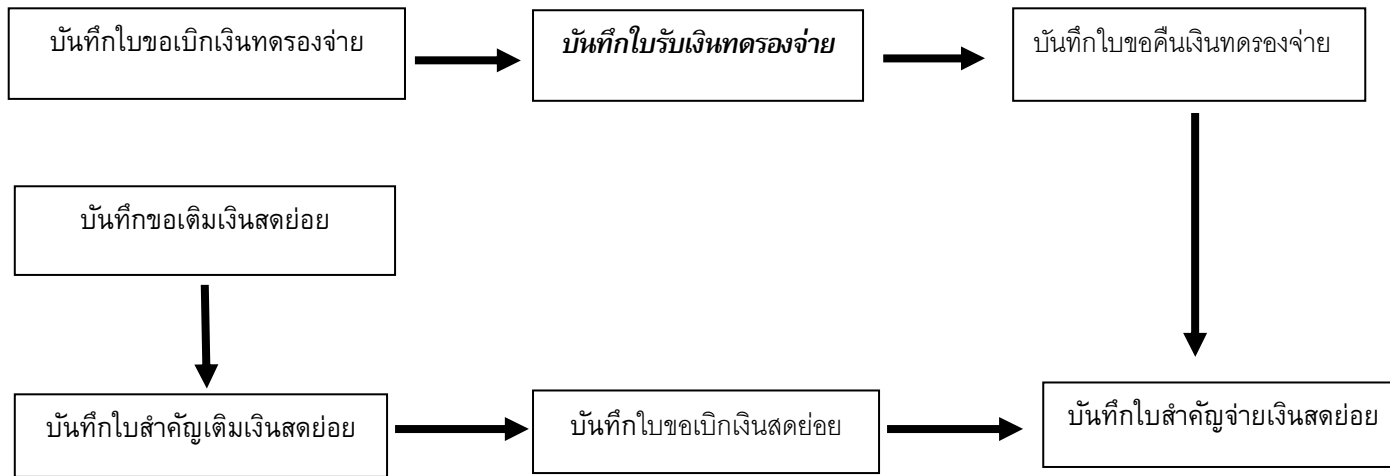 บันทึกใบขอเบิกเงินทดรองจ่าย
บันทึกใบรับเงินทดรองจ่าย
บันทึกใบขอคืนเงินทดรองจ่าย
บันทึกขอเติมเงินสดย่อย
บันทึกใบสำคัญเติมเงินสดย่อย
บันทึกใบขอเบิกเงินสดย่อย
บันทึกใบสำคัญจ่ายเงินสดย่อย